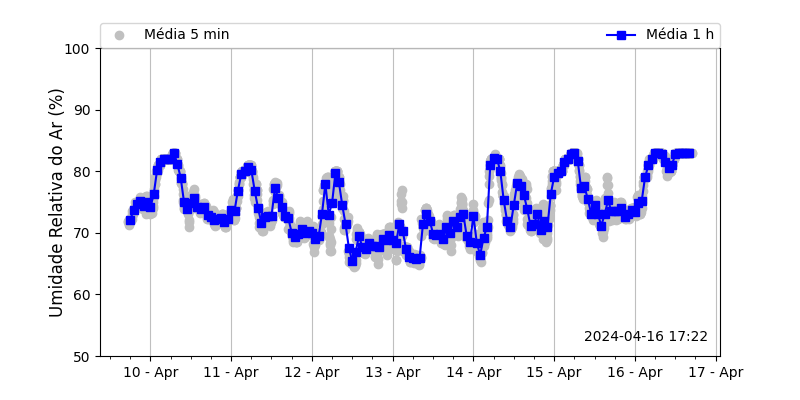 Média 5 min Média 1 h
100
90
80
70
60
50
Umidade Relativa do Ar (%)
2024-04-16 17:22
10 - Apr 11 - Apr 12 - Apr 13 - Apr 14 - Apr 15 - Apr 16 - Apr 17 - Apr